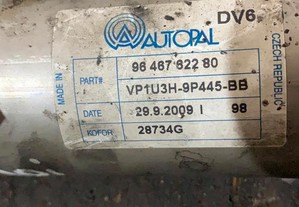 DV6
AUTOPAL
MADE IN
CZECH REPUBLIC
PART# 96 467 622 80
VP1U3H-9P445-BB
DATE 29.9.2009 I 98
KOFOR 28734G